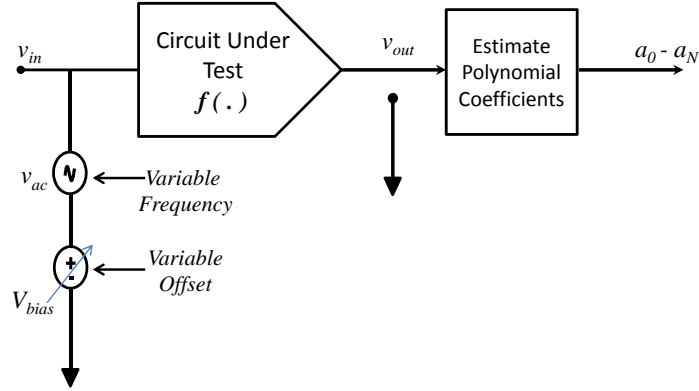 v_in
Circuit Under
Test
f( . )
v_out
Estimate
Polynomial
Coefficients
a_0 - a_N
v_ac
Variable
Frequency
+
-
Variable
Offset
V_bias